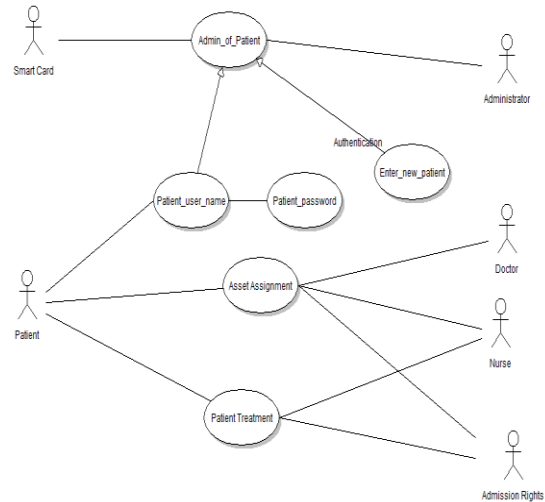 Admin_of_Patient
Smart Card
Administrator
Authentication
Enter_new_patient
Patient_user_name
Patient_password
Doctor
Asset Assignment
Patient
Nurse
Patient Treatment
Admission Rights